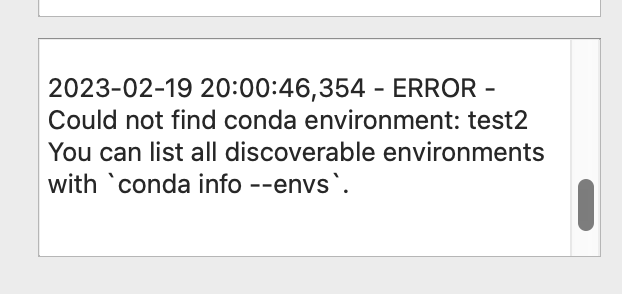 2023-02-19 20:00:46,354 - ERROR -
Could not find conda environment: test2
You can list all discoverable environments
with `conda info --envs`.